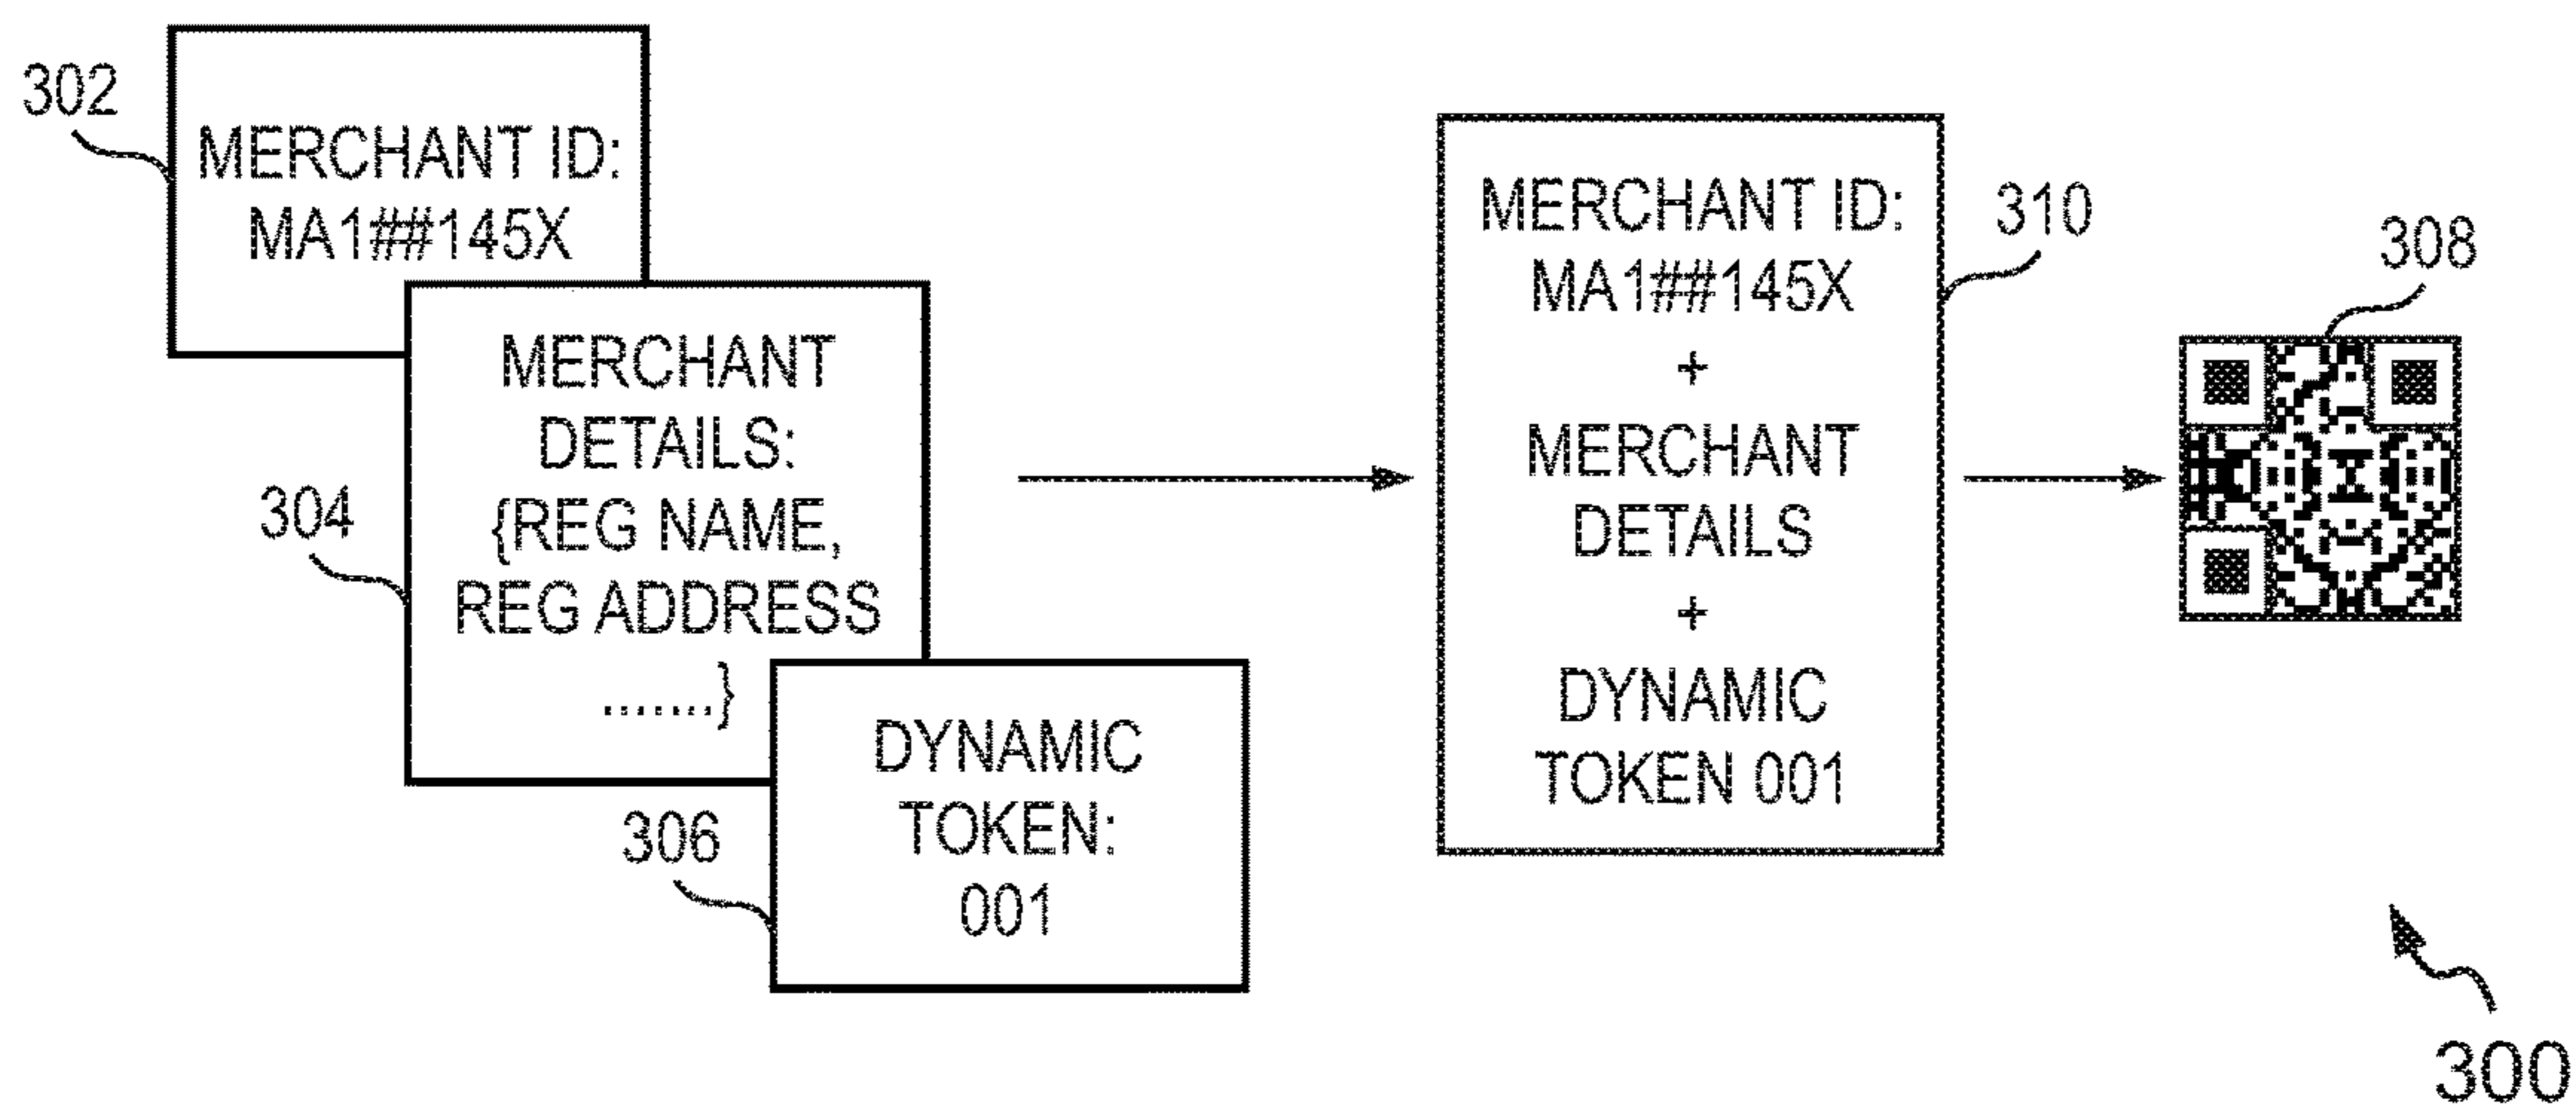 302
MERCHANT ID:
MA1##145X
304
MERCHANT
DETAILS:
{REG NAME,
REG ADDRESS
.......}
306
DYNAMIC
TOKEN:
001
310
MERCHANT ID:
MA1##145X
+
MERCHANT
DETAILS
+
DYNAMIC
TOKEN 001
308
300